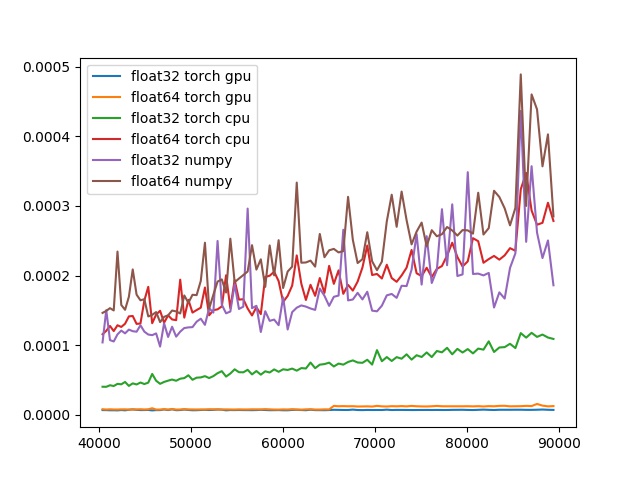 0.0005
0.0004
0.0003
0.0002
0.0001
0.0000
float32 torch gpu
float64 torch gpu
float32 torch cpu
float64 torch cpu
float32 numpy
float64 numpy
40000 50000 60000 70000 80000 90000